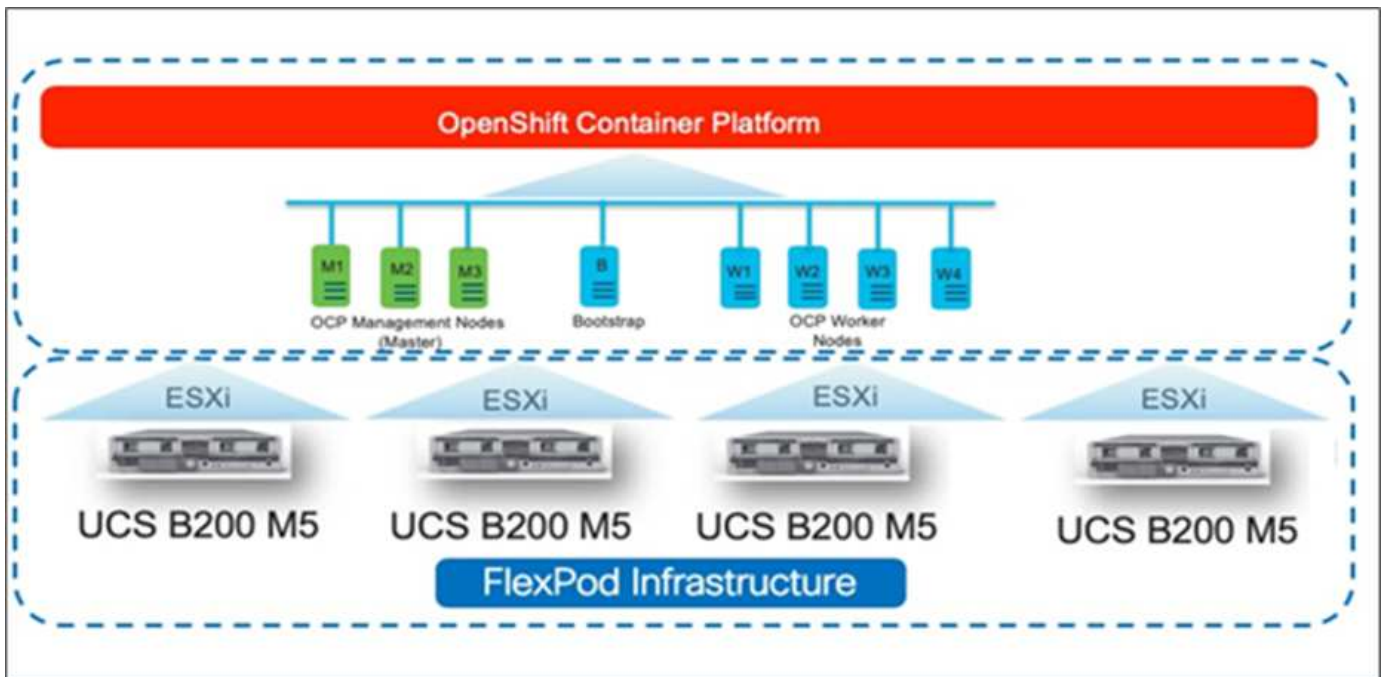 OpenShift Container Platform
M1 M2 M3 B W1 W2 W3 W4
OCP Management Nodes
(Master)
Bootstrap
OCP Worker
Nodes
ESXi ESXi ESXi ESXi
UCS B200 M5 UCS B200 M5 UCS B200 M5 UCS B200 M5
FlexPod Infrastructure